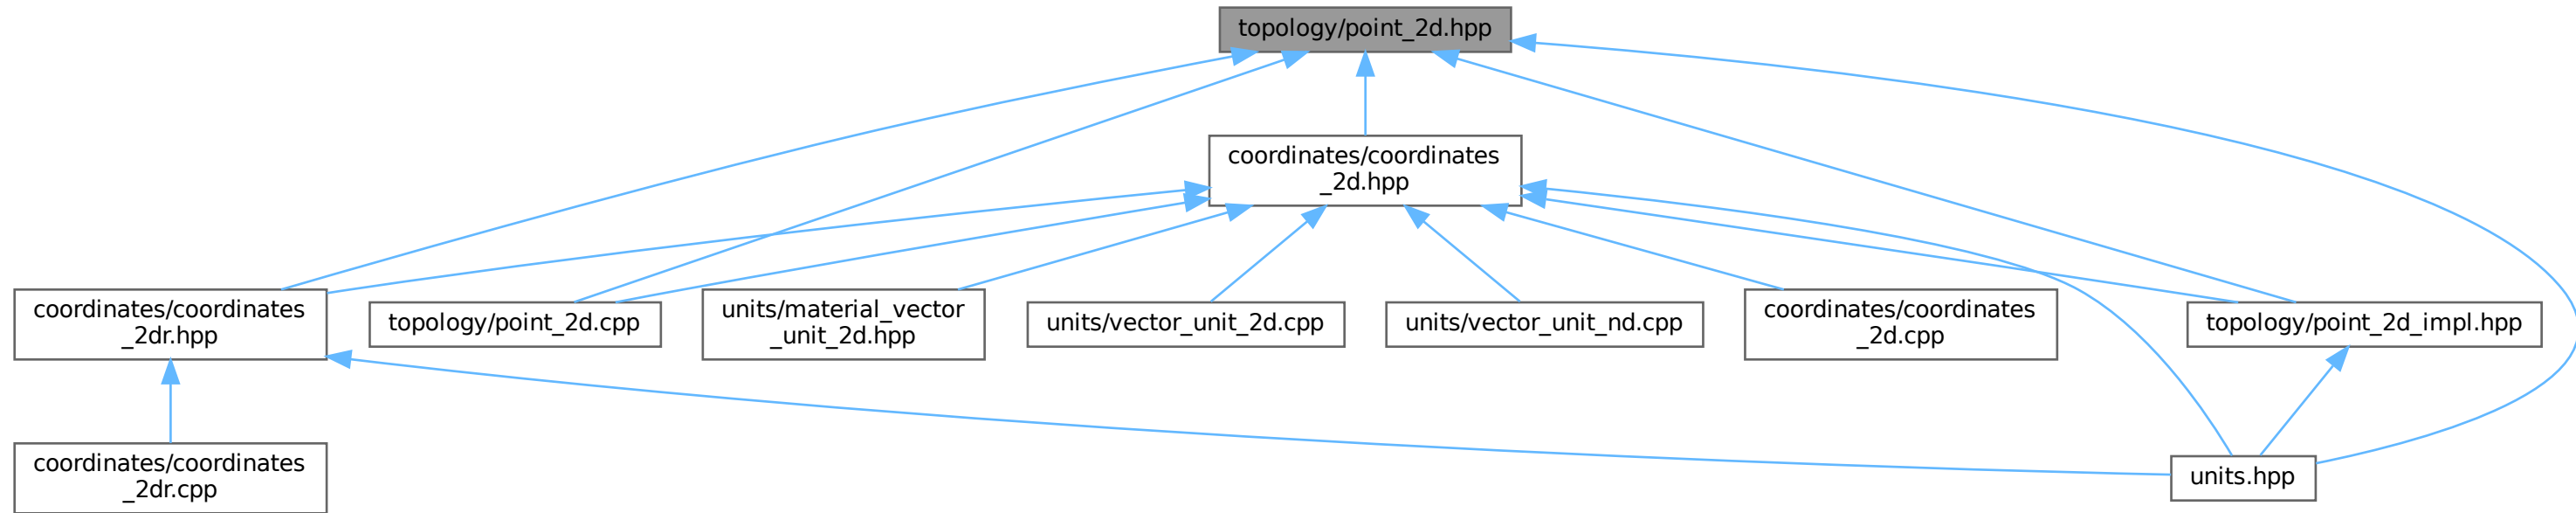 topology/point_2d.hpp
coordinates/coordinates
_2d.hpp
coordinates/coordinates
_2dr.hpp
topology/point_2d.cpp
units/material_vector
_unit_2d.hpp
units/vector_unit_2d.cpp
units/vector_unit_nd.cpp
coordinates/coordinates
_2d.cpp
topology/point_2d_impl.hpp
coordinates/coordinates
_2dr.cpp
units.hpp